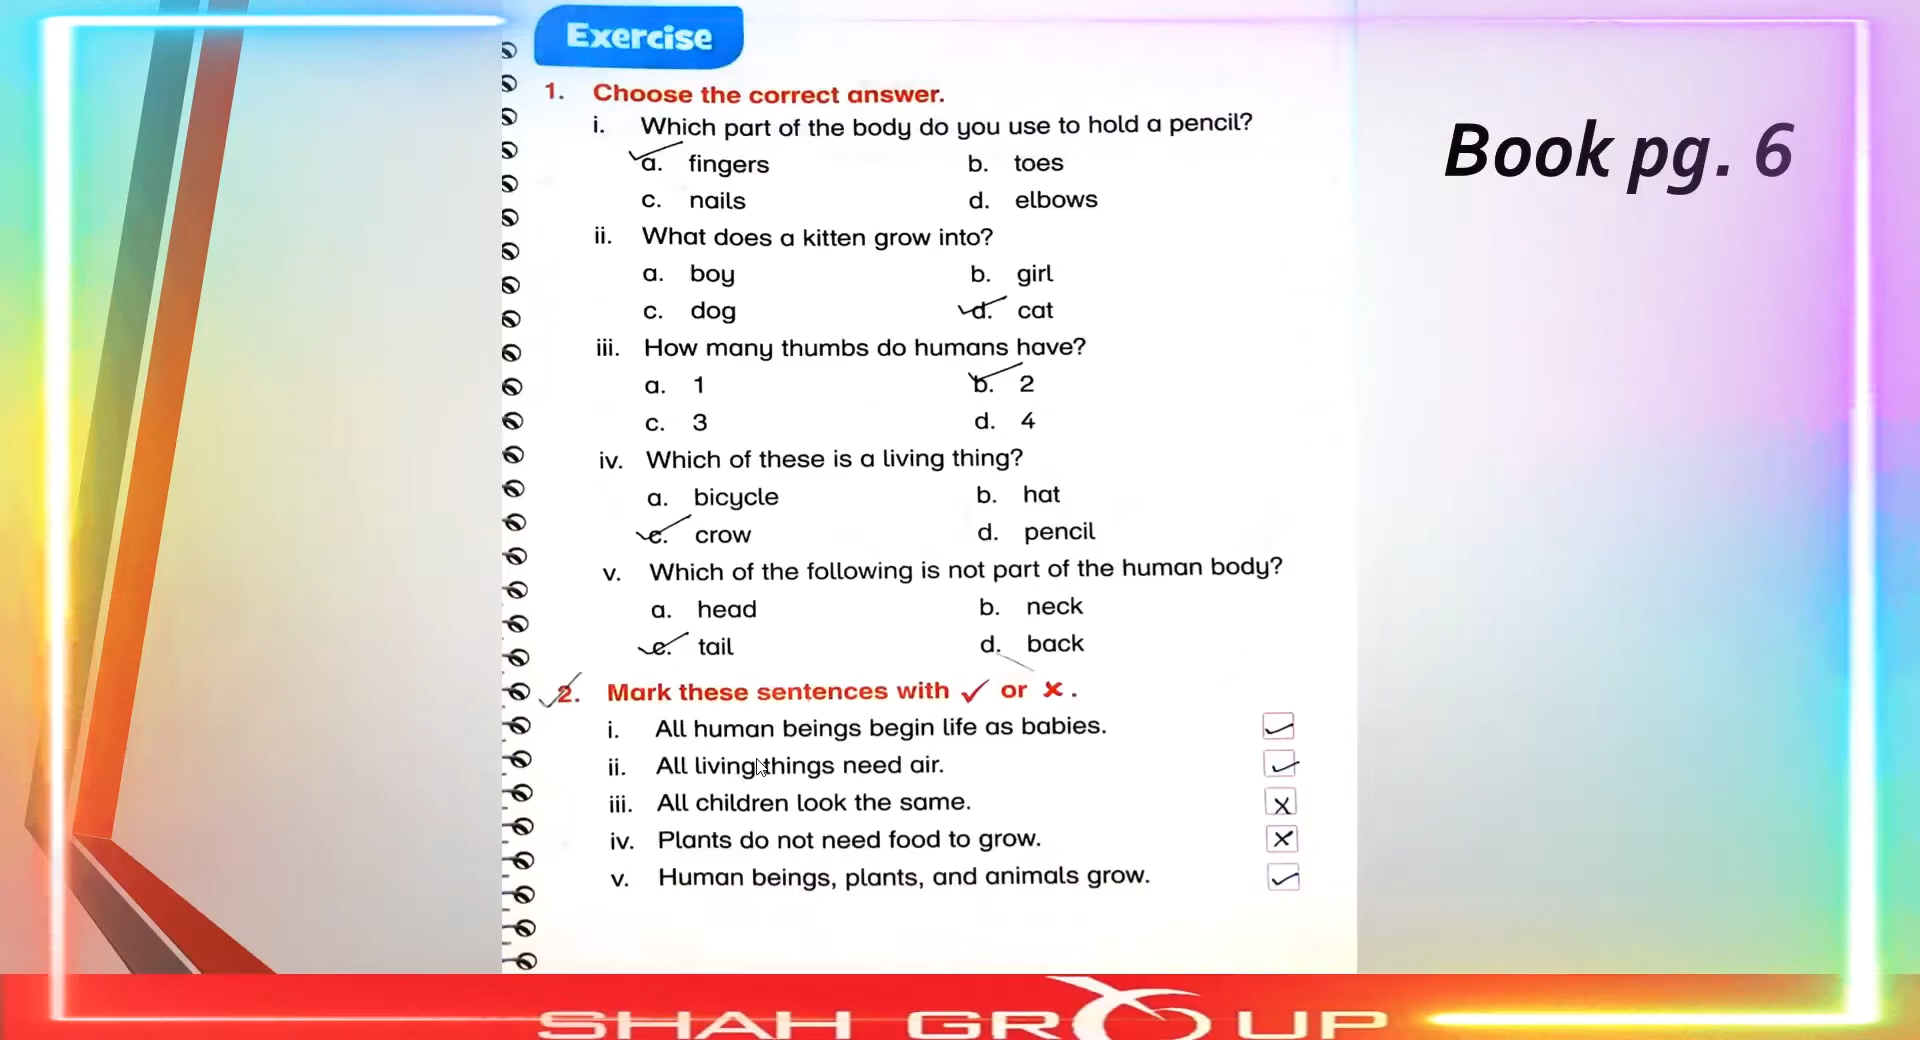 Exercise
Book pg. 6
1. Choose the correct answer.
i. Which part of the body do you use to hold a pencil?
a. fingers b. toes
c. nails d. elbows
ii. What does a kitten grow into?
a. boy b. girl
c. dog d. cat
iii. How many thumbs do humans have?
a. 1 b. 2
c. 3 d. 4
iv. Which of these is a living thing?
a. bicycle b. hat
c. crow d. pencil
v. Which of the following is not part of the human body?
a. head b. neck
c. tail d. back
2. Mark these sentences with ✓ or ✗.
i. All human beings begin life as babies. ✓
ii. All living things need air. ✓
iii. All children look the same. ✗
iv. Plants do not need food to grow. ✗
v. Human beings, plants, and animals grow. ✓
SHAH GROUP